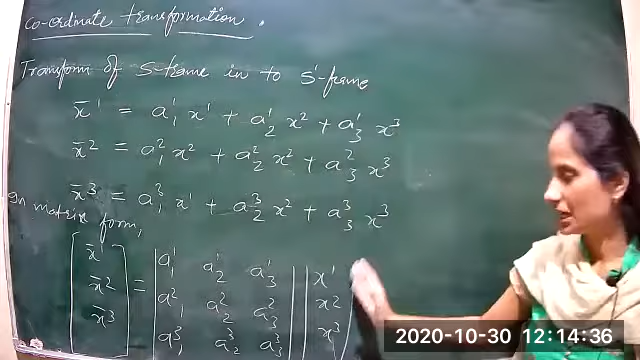 Co-ordinate transformation.
Transform of S-frame in to S'-frame
x̄¹ = a¹₁ x¹ + a¹₂ x² + a¹₃ x³
x̄² = a²₁ x² + a²₂ x² + a²₃ x³
x̄³ = a³₁ x¹ + a³₂ x² + a³₃ x³
In matrix form,
[x̄¹ = |a¹₁ a¹₂ a¹₃| |x¹
x̄² a²₁ a²₂ a²₃ x²
x̄³] a³₁ a³₂ a³₃ x³|
2020-10-30 12:14:36